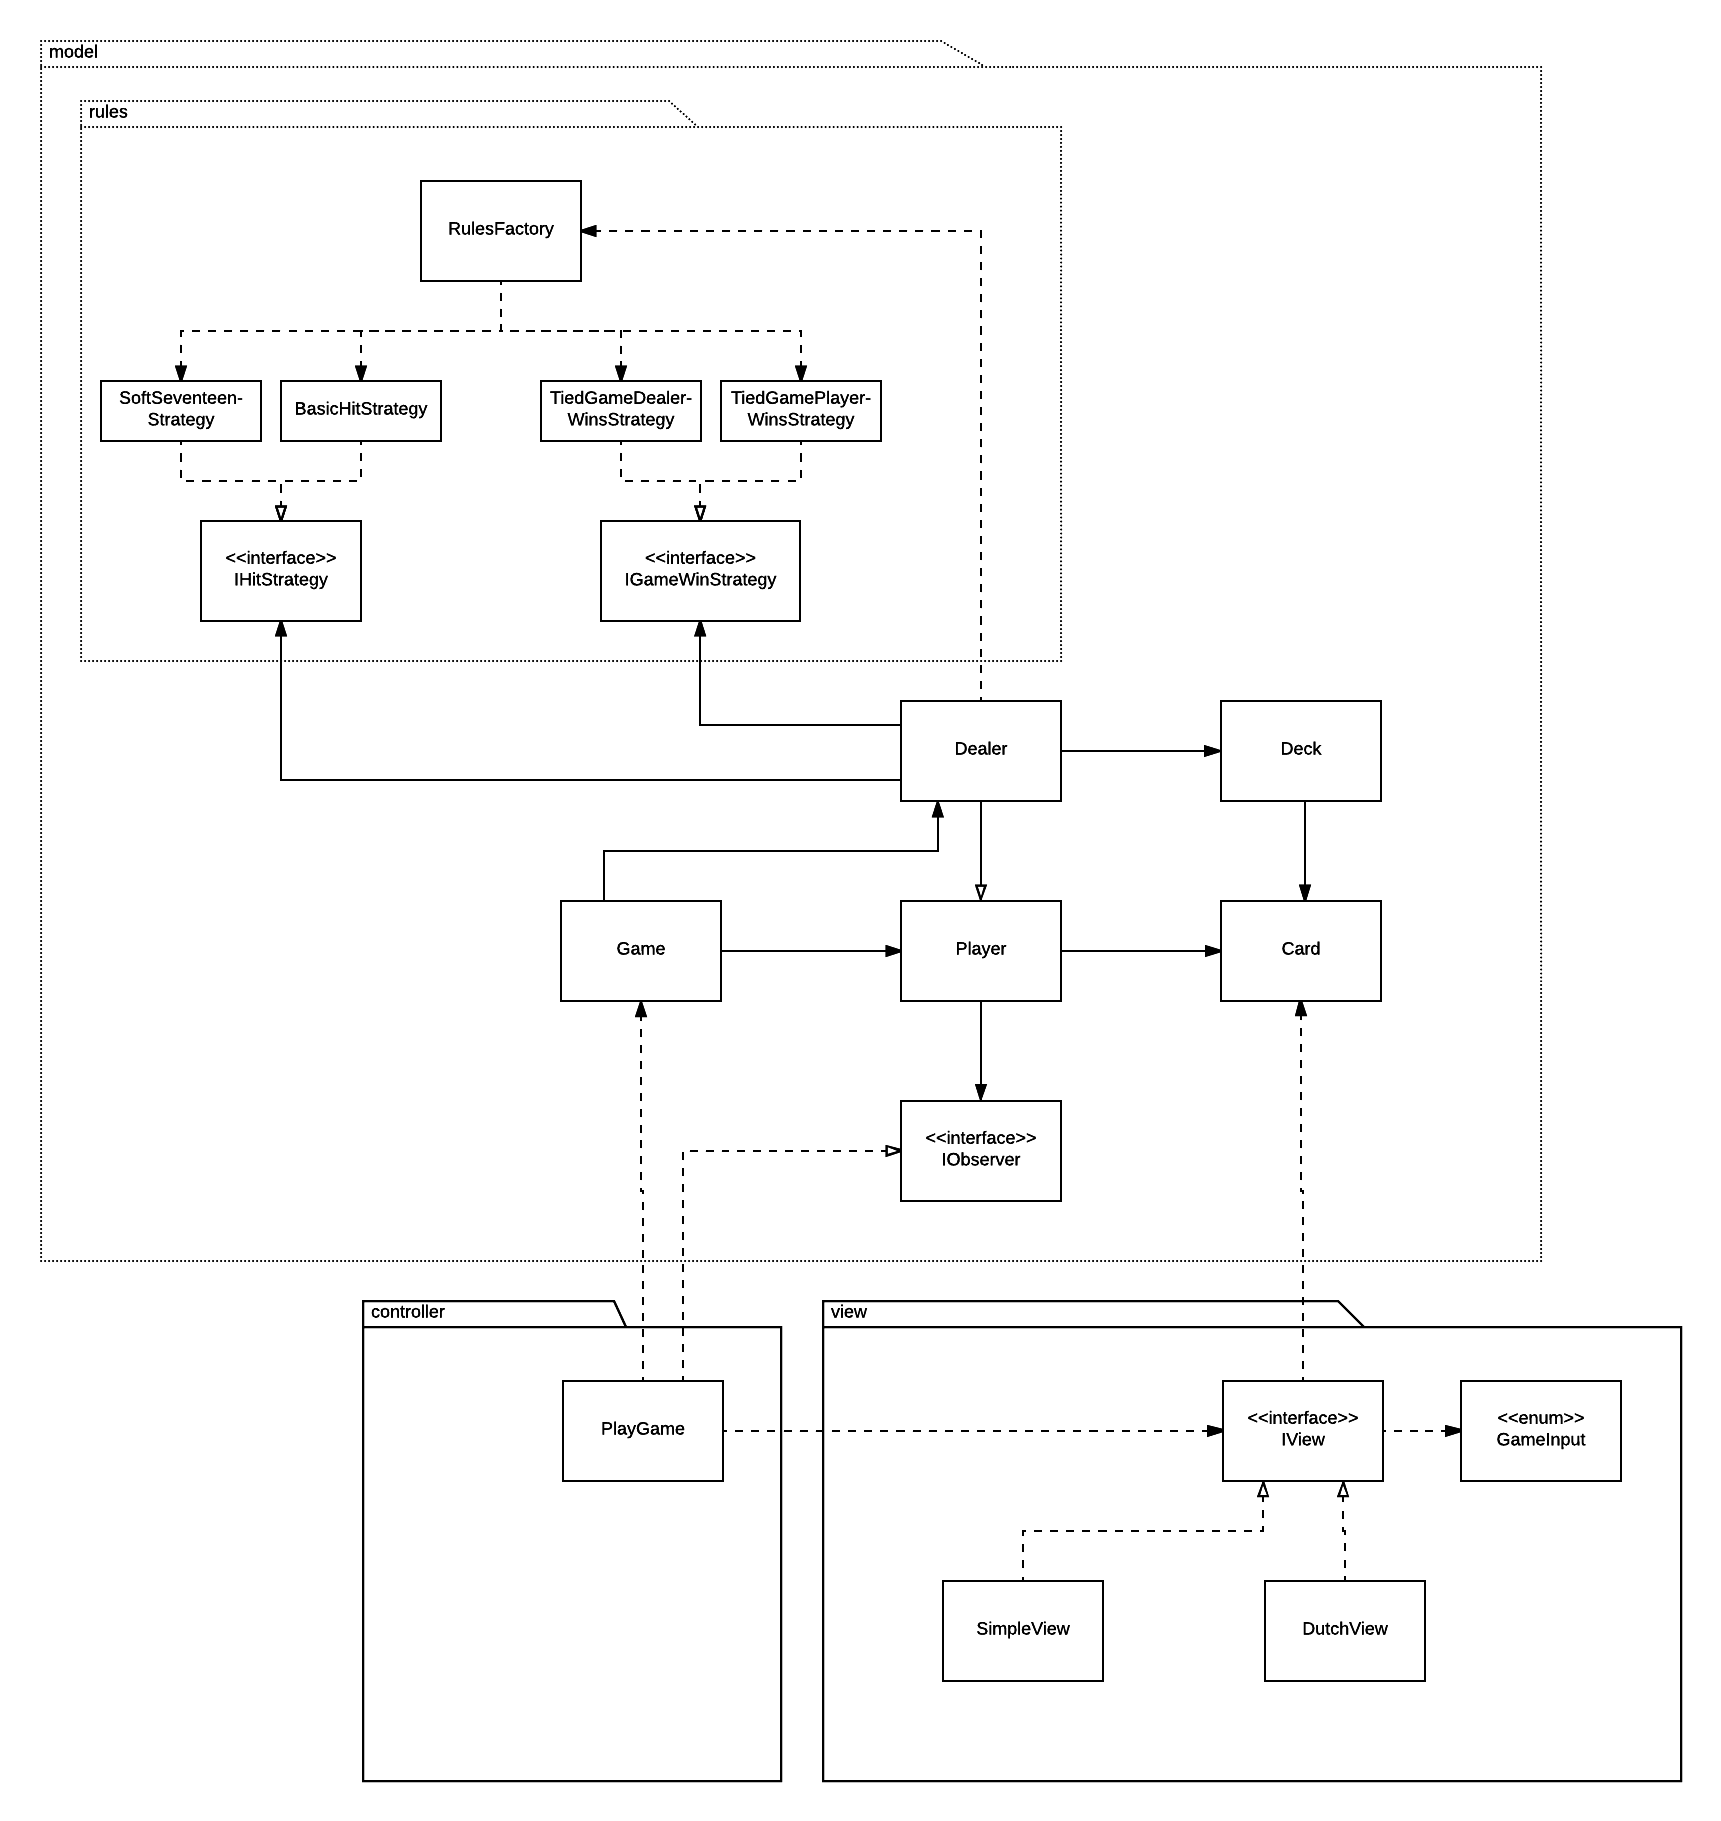 model
rules
RulesFactory
SoftSeventeen-
Strategy
BasicHitStrategy
TiedGameDealer-
WinsStrategy
TiedGamePlayer-
WinsStrategy
<<interface>>
IHitStrategy
<<interface>>
IGameWinStrategy
Dealer
Deck
Game
Player
Card
<<interface>>
IObserver
controller
view
PlayGame
<<interface>>
IView
<<enum>>
GameInput
SimpleView
DutchView